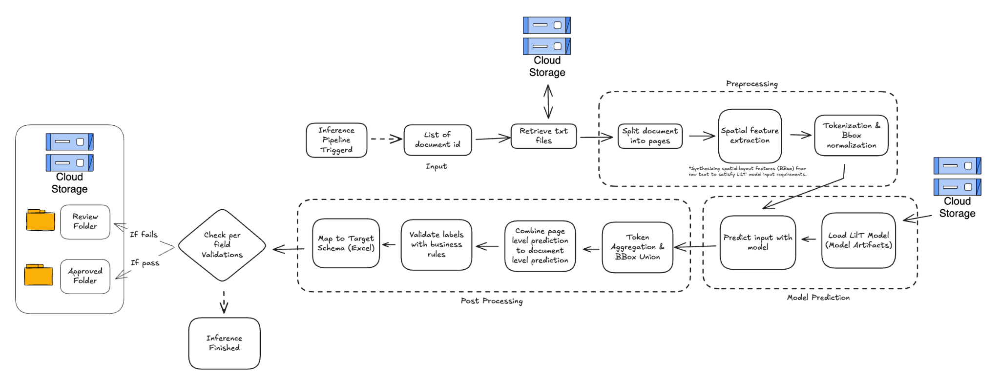 Cloud
Storage
Preprocessing
Inference
Pipeline
Triggerd
List of
document id
Input
Retrieve txt
files
Split document
into pages
Spatial feature
extraction
Tokenization &
Bbox
normalization
*Synthesizing spatial layout features (BBox) from
raw text to satisfy LiLT model input requirements.
Cloud
Storage
Load LilT Model
(Model Artifacts)
Predict input with
model
Model Prediction
Token
Aggregation &
BBox Union
Combine page
level prediction
to document
level prediction
Validate labels
with business
rules
Map to Target
Schema (Excel)
Post Processing
Check per
field
Validations
If fails
If pass
Cloud
Storage
Review
Folder
Approved
Folder
Inference
Finished